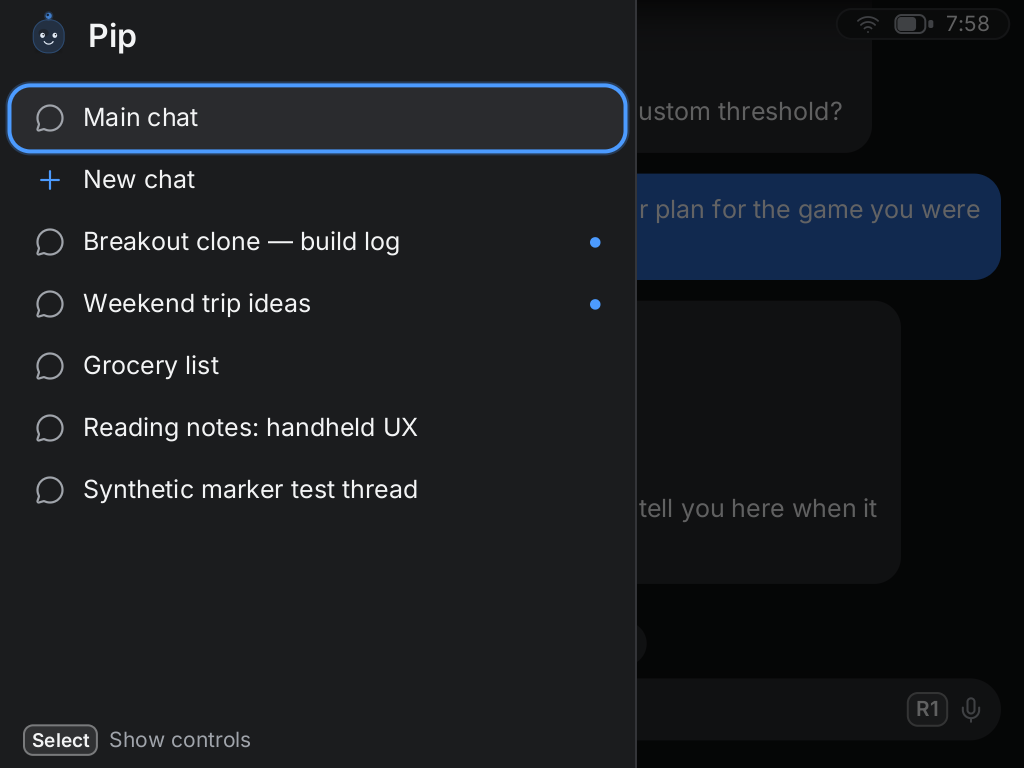 Pip
7:58
Main chat
New chat
Breakout clone — build log
Weekend trip ideas
Grocery list
Reading notes: handheld UX
Synthetic marker test thread
Select Show controls
threshold?
plan for the game you were
tell you here when it
R1